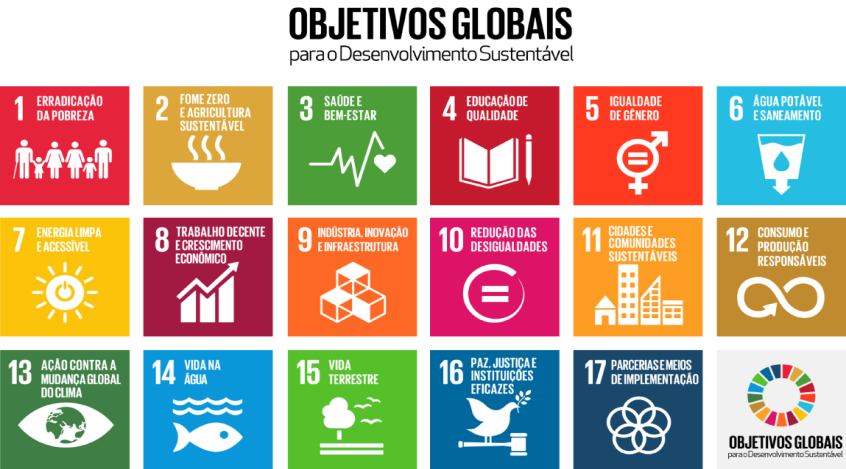 OBJETIVOS GLOBAIS
para o Desenvolvimento Sustentável
1 ERRADICAÇÃO
DA POBREZA
2 FOME ZERO
E AGRICULTURA
SUSTENTÁVEL
3 SAÚDE E
BEM-ESTAR
4 EDUCAÇÃO DE
QUALIDADE
5 IGUALDADE
DE GÊNERO
6 ÁGUA POTÁVEL
E SANEAMENTO
7 ENERGIA LIMPA
E ACESSÍVEL
8 TRABALHO DECENTE
E CRESCIMENTO
ECONÔMICO
9 INDÚSTRIA, INOVAÇÃO
E INFRAESTRUTURA
10 REDUÇÃO DAS
DESIGUALDADES
11 CIDADES E
COMUNIDADES
SUSTENTÁVEIS
12 CONSUMO E
PRODUÇÃO
RESPONSÁVEIS
13 AÇÃO CONTRA A
MUDANÇA GLOBAL
DO CLIMA
14 VIDA NA
ÁGUA
15 VIDA
TERRESTRE
16 PAZ, JUSTIÇA E
INSTITUIÇÕES
EFICAZES
17 PARCERIAS E MEIOS
DE IMPLEMENTAÇÃO
OBJETIVOS GLOBAIS
para o Desenvolvimento Sustentável